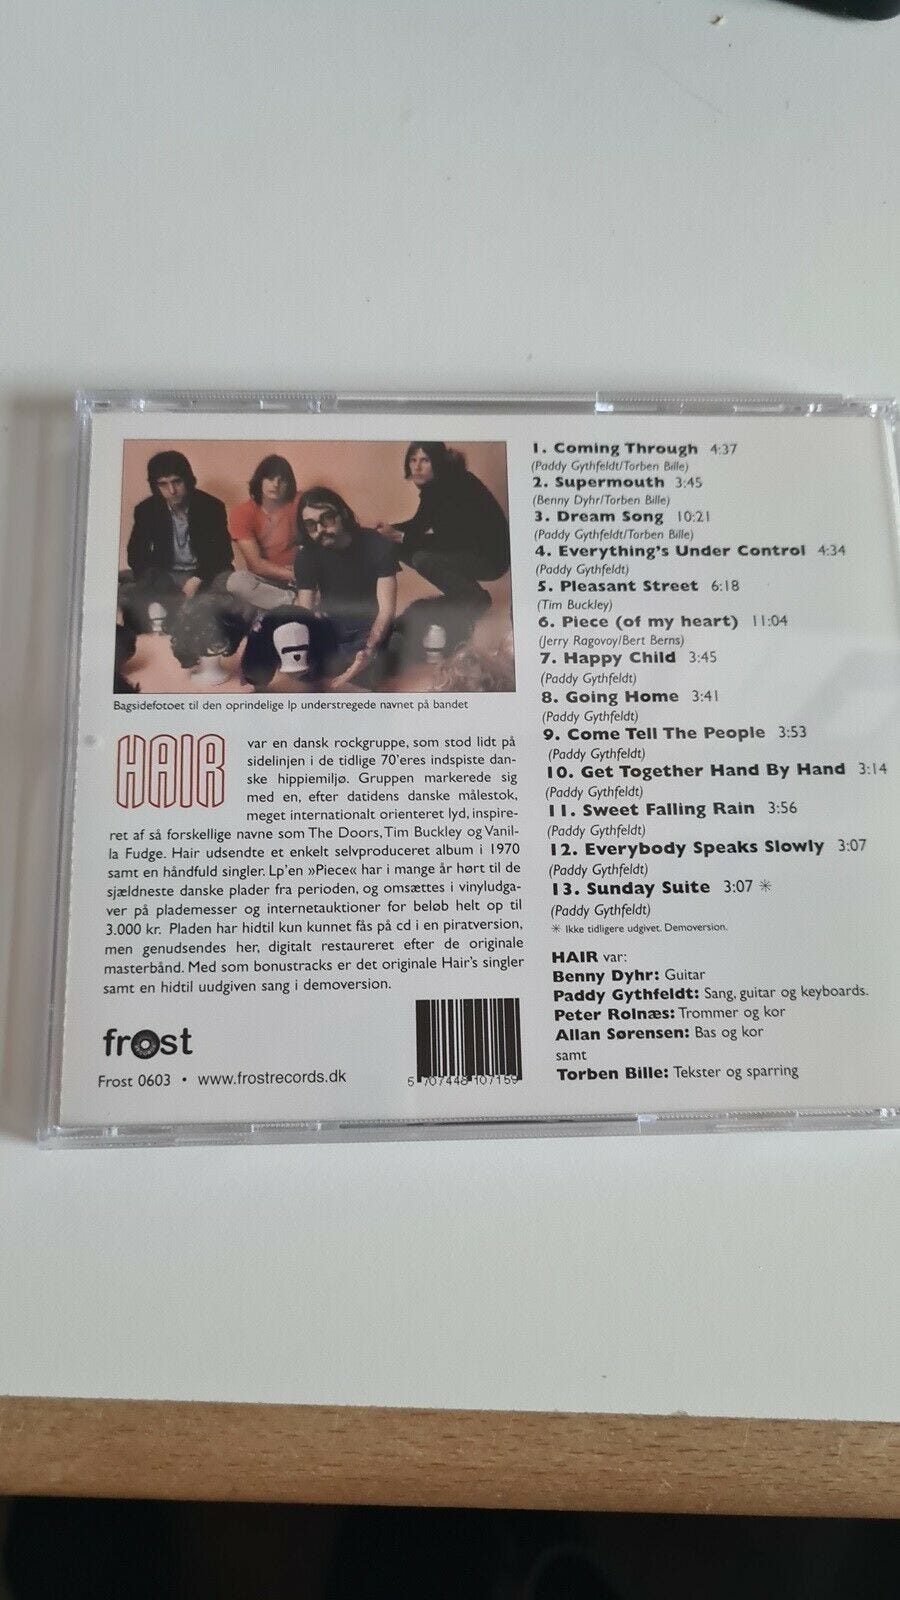 Bagsidefotoet til den oprindelige lp understregede navnet på bandet
HAIR var en dansk rockgruppe, som stod lidt på
sidelinjen i de tidlige 70'eres indspiste dan-
ske hippiemiljø. Gruppen markerede sig
med en, efter datidens danske målestok,
meget internationalt orienteret lyd, inspire-
ret af så forskellige navne som The Doors, Tim Buckley og Vanil-
la Fudge. Hair udsendte et enkelt selvproduceret album i 1970
samt en håndfuld singler. Lp'en »Piece« har i mange år hørt til de
sjældneste danske plader fra perioden, og omsættes i vinyludga-
ver på plademesser og internetauktioner for beløb helt op til
3.000 kr. Pladen har hidtil kun kunnet fås på cd i en piratversion,
men genudsendes her, digitalt restaureret efter de originale
masterbånd. Med som bonustracks er det originale Hair's singler
samt en hidtil uudgiven sang i demoversion.
frost
Frost 0603 • www.frostrecords.dk
5 707448 107159
1. Coming Through 4:37
(Paddy Gythfeldt/Torben Bille)
2. Supermouth 3:45
(Benny Dyhr/Torben Bille)
3. Dream Song 10:21
(Paddy Gythfeldt/Torben Bille)
4. Everything's Under Control 4:34
(Paddy Gythfeldt)
5. Pleasant Street 6:18
(Tim Buckley)
6. Piece (of my heart) 11:04
(Jerry Ragovoy/Bert Berns)
7. Happy Child 3:45
(Paddy Gythfeldt)
8. Going Home 3:41
(Paddy Gythfeldt)
9. Come Tell The People 3:53
(Paddy Gythfeldt)
10. Get Together Hand By Hand 3:14
(Paddy Gythfeldt)
11. Sweet Falling Rain 3:56
(Paddy Gythfeldt)
12. Everybody Speaks Slowly 3:07
(Paddy Gythfeldt)
13. Sunday Suite 3:07 ✳
(Paddy Gythfeldt)
✳ Ikke tidligere udgivet. Demoversion.
HAIR var:
Benny Dyhr: Guitar
Paddy Gythfeldt: Sang, guitar og keyboards.
Peter Rolnæs: Trommer og kor
Allan Sørensen: Bas og kor
samt
Torben Bille: Tekster og sparring